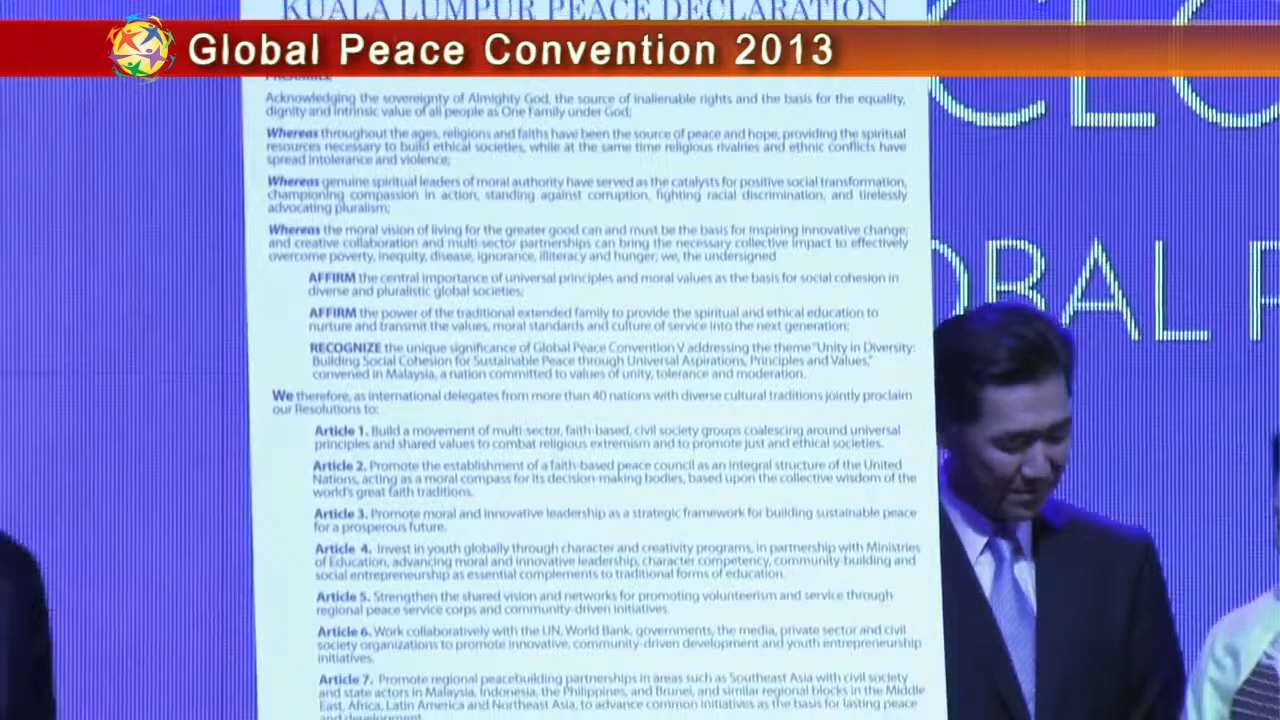 KUALA LUMPUR PEACE DECLARATION
Global Peace Convention 2013
PREAMBLE
Acknowledging the sovereignty of Almighty God, the source of inalienable rights and the basis for the equality,
dignity and intrinsic value of all people as One Family under God;
Whereas throughout the ages, religions and faiths have been the source of peace and hope, providing the spiritual
resources necessary to build ethical societies, while at the same time religious rivalries and ethnic conflicts have
spread intolerance and violence;
Whereas genuine spiritual leaders of moral authority have served as the catalysts for positive social transformation,
championing compassion in action, standing against corruption, fighting racial discrimination, and tirelessly
advocating pluralism;
Whereas the moral vision of living for the greater good can and must be the basis for inspiring innovative change;
and creative collaboration and multi-sector partnerships can bring the necessary collective impact to effectively
overcome poverty, inequity, disease, ignorance, illiteracy and hunger; we, the undersigned
AFFIRM the central importance of universal principles and moral values as the basis for social cohesion in
diverse and pluralistic global societies;
AFFIRM the power of the traditional extended family to provide the spiritual and ethical education to
nurture and transmit the values, moral standards and culture of service into the next generation;
RECOGNIZE the unique significance of Global Peace Convention V addressing the theme "Unity in Diversity:
Building Social Cohesion for Sustainable Peace through Universal Aspirations, Principles and Values,"
convened in Malaysia, a nation committed to values of unity, tolerance and moderation.
We therefore, as international delegates from more than 40 nations with diverse cultural traditions jointly proclaim
our Resolutions to:
Article 1. Build a movement of multi-sector, faith-based, civil society groups coalescing around universal
principles and shared values to combat religious extremism and to promote just and ethical societies.
Article 2. Promote the establishment of a faith-based peace council as an integral structure of the United
Nations, acting as a moral compass for its decision-making bodies, based upon the collective wisdom of the
world's great faith traditions.
Article 3. Promote moral and innovative leadership as a strategic framework for building sustainable peace
for a prosperous future.
Article 4. Invest in youth globally through character and creativity programs, in partnership with Ministries
of Education, advancing moral and innovative leadership, character competency, community-building and
social entrepreneurship as essential complements to traditional forms of education.
Article 5. Strengthen the shared vision and networks for promoting volunteerism and service through
regional peace service corps and community-driven initiatives.
Article 6. Work collaboratively with the UN, World Bank, governments, the media, private sector and civil
society organizations to promote innovative, community-driven development and youth entrepreneurship
initiatives.
Article 7. Promote regional peacebuilding partnerships in areas such as Southeast Asia with civil society
and state actors in Malaysia, Indonesia, the Philippines, and Brunei, and similar regional blocks in the Middle
East, Africa, Latin America and Northeast Asia, to advance common initiatives as the basis for lasting peace
and development.
CLO
OBAL P